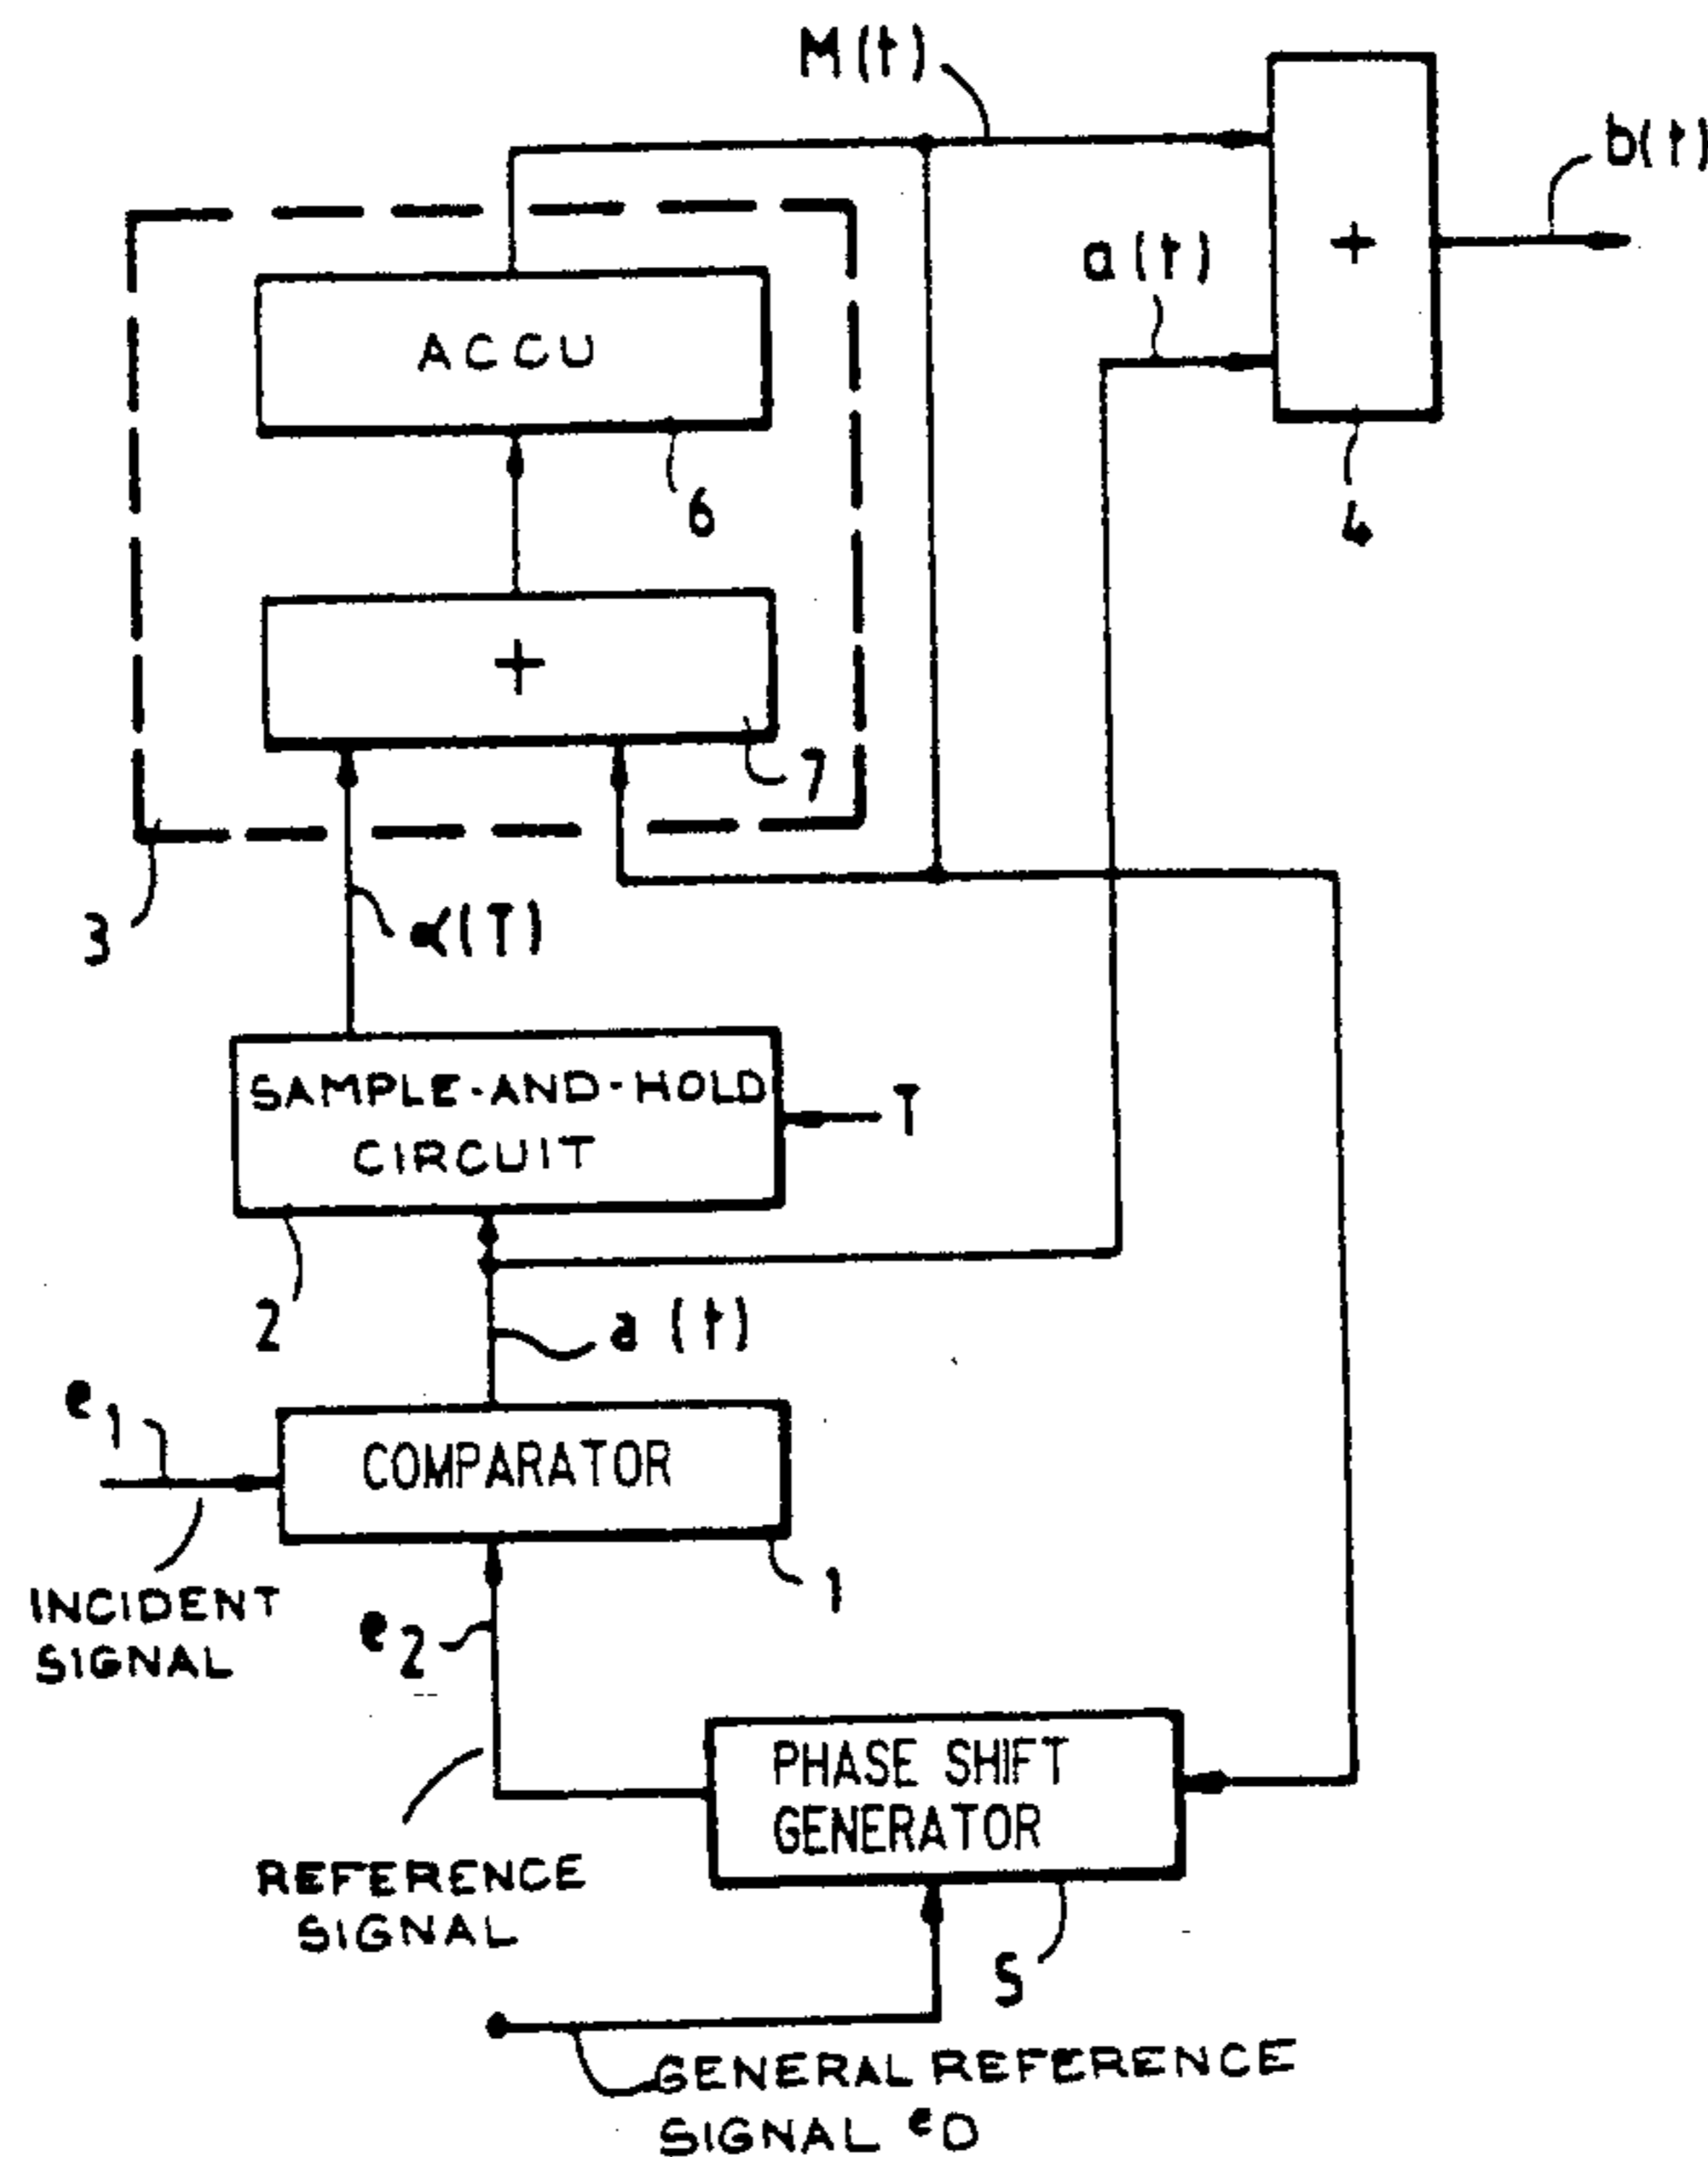 M(t)
b(t)
a(t)
+
ACCU
6
4
+
7
3
α(T)
SAMPLE-AND-HOLD
CIRCUIT
T
2
a (t)
e1
COMPARATOR
1
INCIDENT
SIGNAL
e2
PHASE SHIFT
GENERATOR
REFERENCE
SIGNAL
5
GENERAL REFERENCE
SIGNAL eO